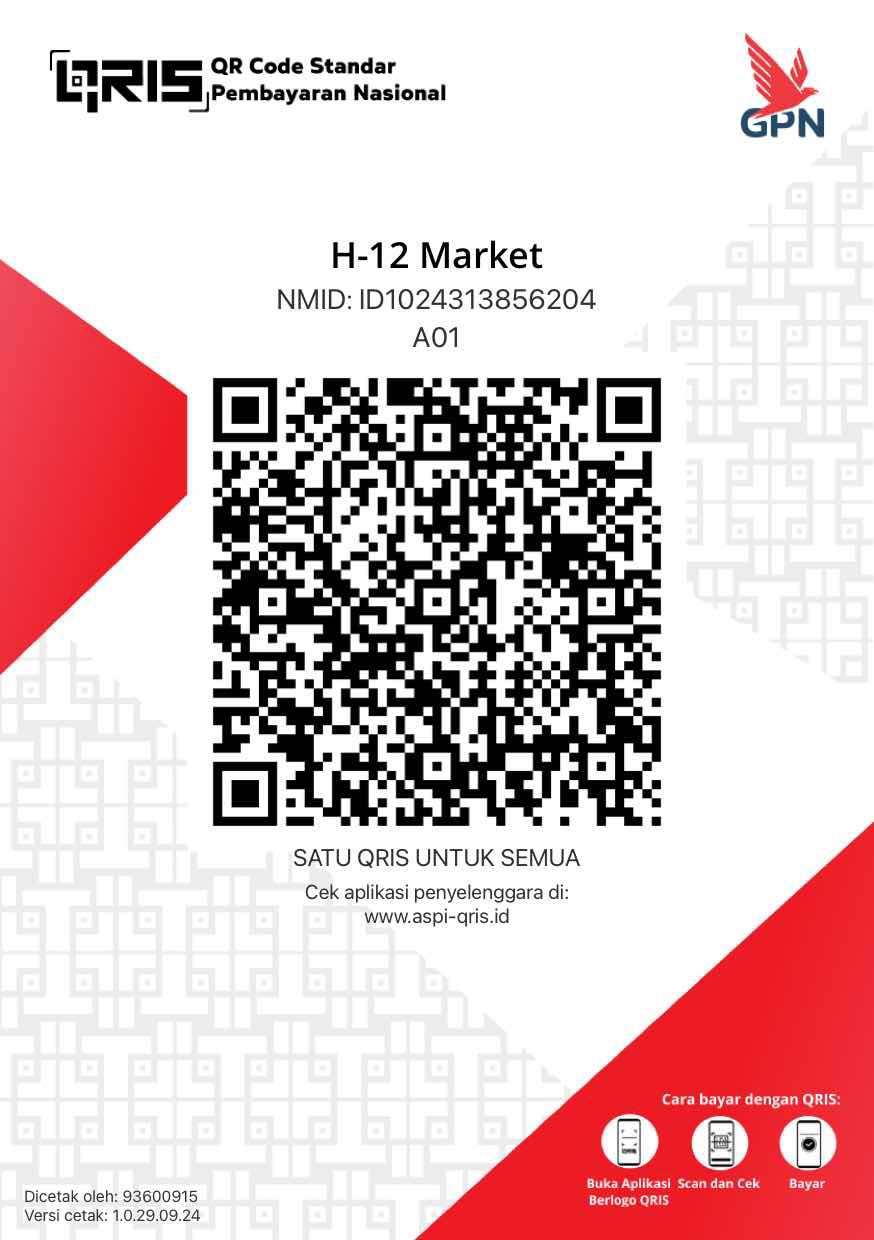 QRIS QR Code Standar
Pembayaran Nasional
GPN
H-12 Market
NMID: ID1024313856204
A01
SATU QRIS UNTUK SEMUA
Cek aplikasi penyelenggara di:
www.aspi-qris.id
Cara bayar dengan QRIS:
Buka Aplikasi
Berlogo QRIS
Scan dan Cek
Bayar
Dicetak oleh: 93600915
Versi cetak: 1.0.29.09.24